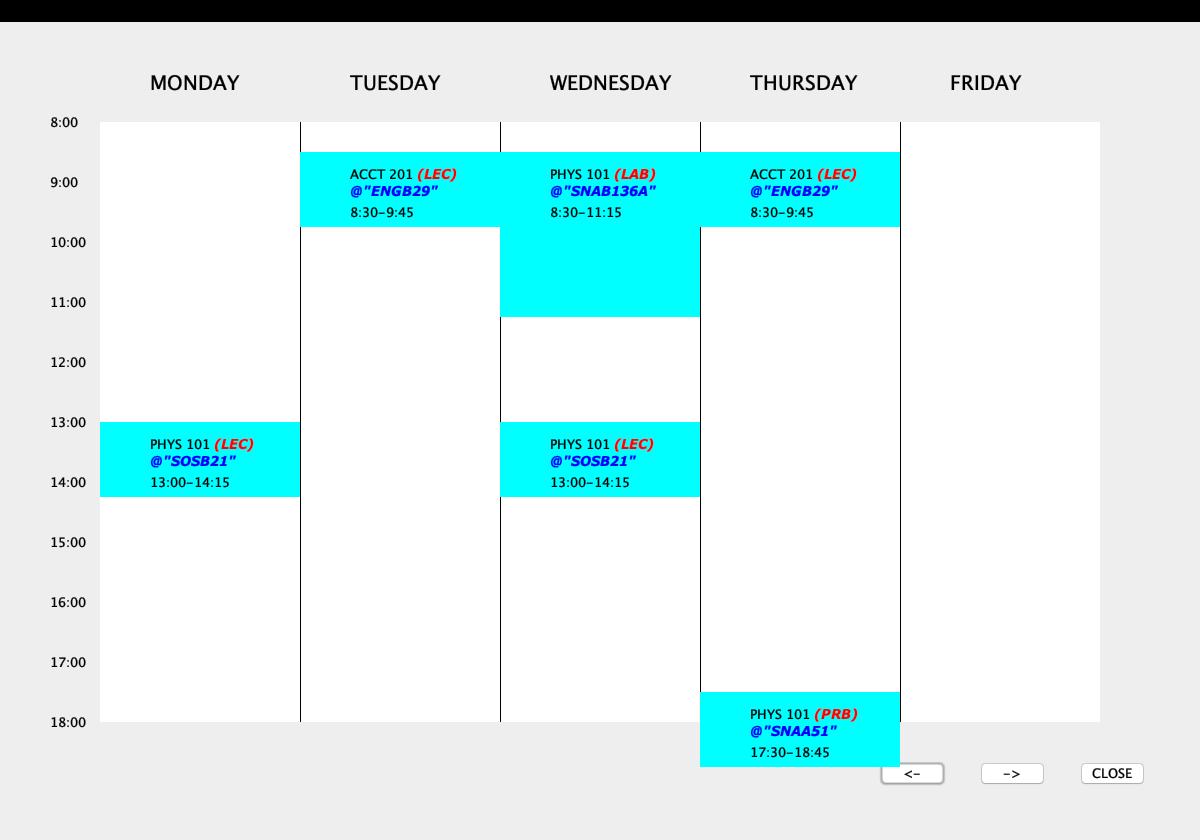 MONDAY TUESDAY WEDNESDAY THURSDAY FRIDAY
8:00
ACCT 201 (LEC) PHYS 101 (LAB) ACCT 201 (LEC)
9:00
@"ENGB29" @"SNAB136A" @"ENGB29"
8:30-9:45 8:30-11:15 8:30-9:45
10:00
11:00
12:00
13:00
PHYS 101 (LEC) PHYS 101 (LEC)
@"SOSB21" @"SOSB21"
14:00
13:00-14:15 13:00-14:15
15:00
16:00
17:00
PHYS 101 (PRB)
18:00
@"SNAA51"
17:30-18:45
<- -> CLOSE